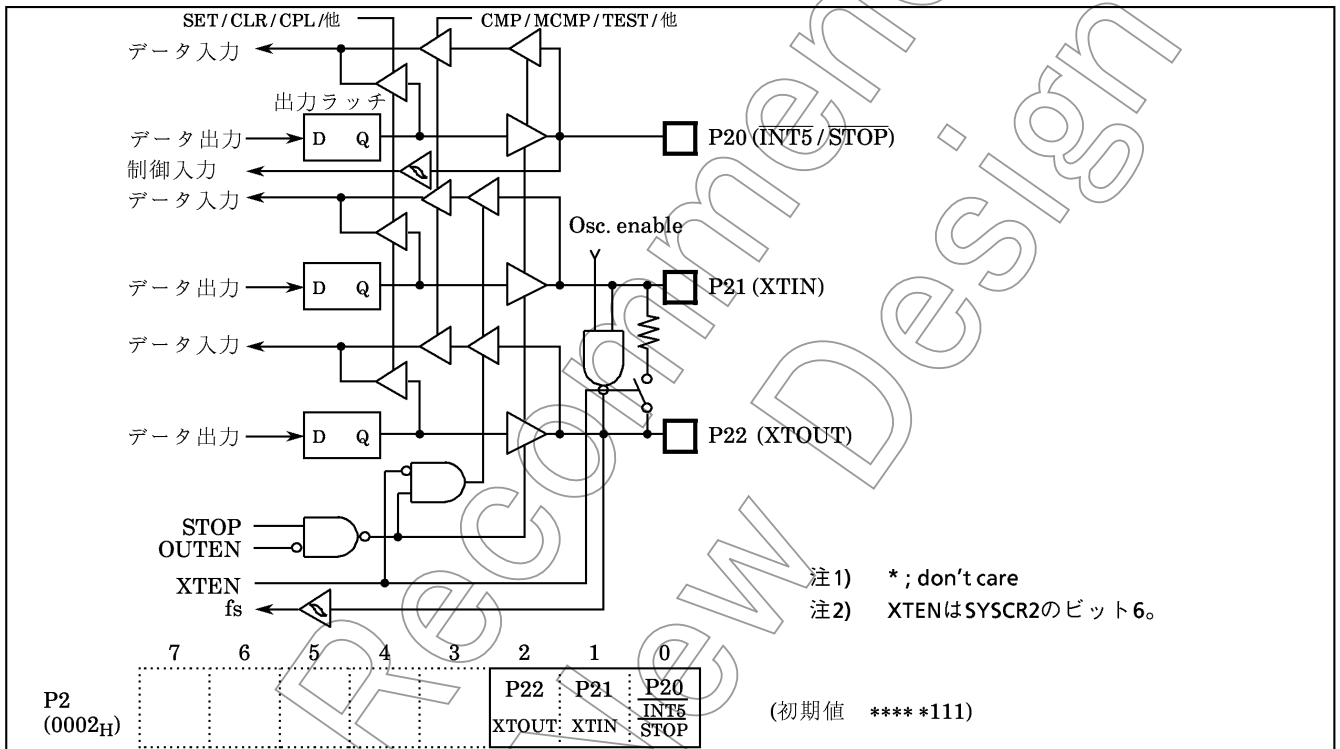 SET/CLR/CPL/他
CMP/MCMP/TEST/他
データ入力
出力ラッチ
データ出力
D Q
P20 (INT5/STOP)
制御入力
データ入力
Osc. enable
データ出力
D Q
P21 (XTIN)
データ入力
データ出力
D Q
P22 (XTOUT)
STOP
OUTEN
XTEN
fs
注1) * ; don't care
注2) XTENはSYSCR2のビット6。
7 6 5 4 3 2 1 0
P2
(0002H)
P22
XTOUT
P21
XTIN
P20
INT5
STOP
(初期値 **** *111)
Recommen
New Design